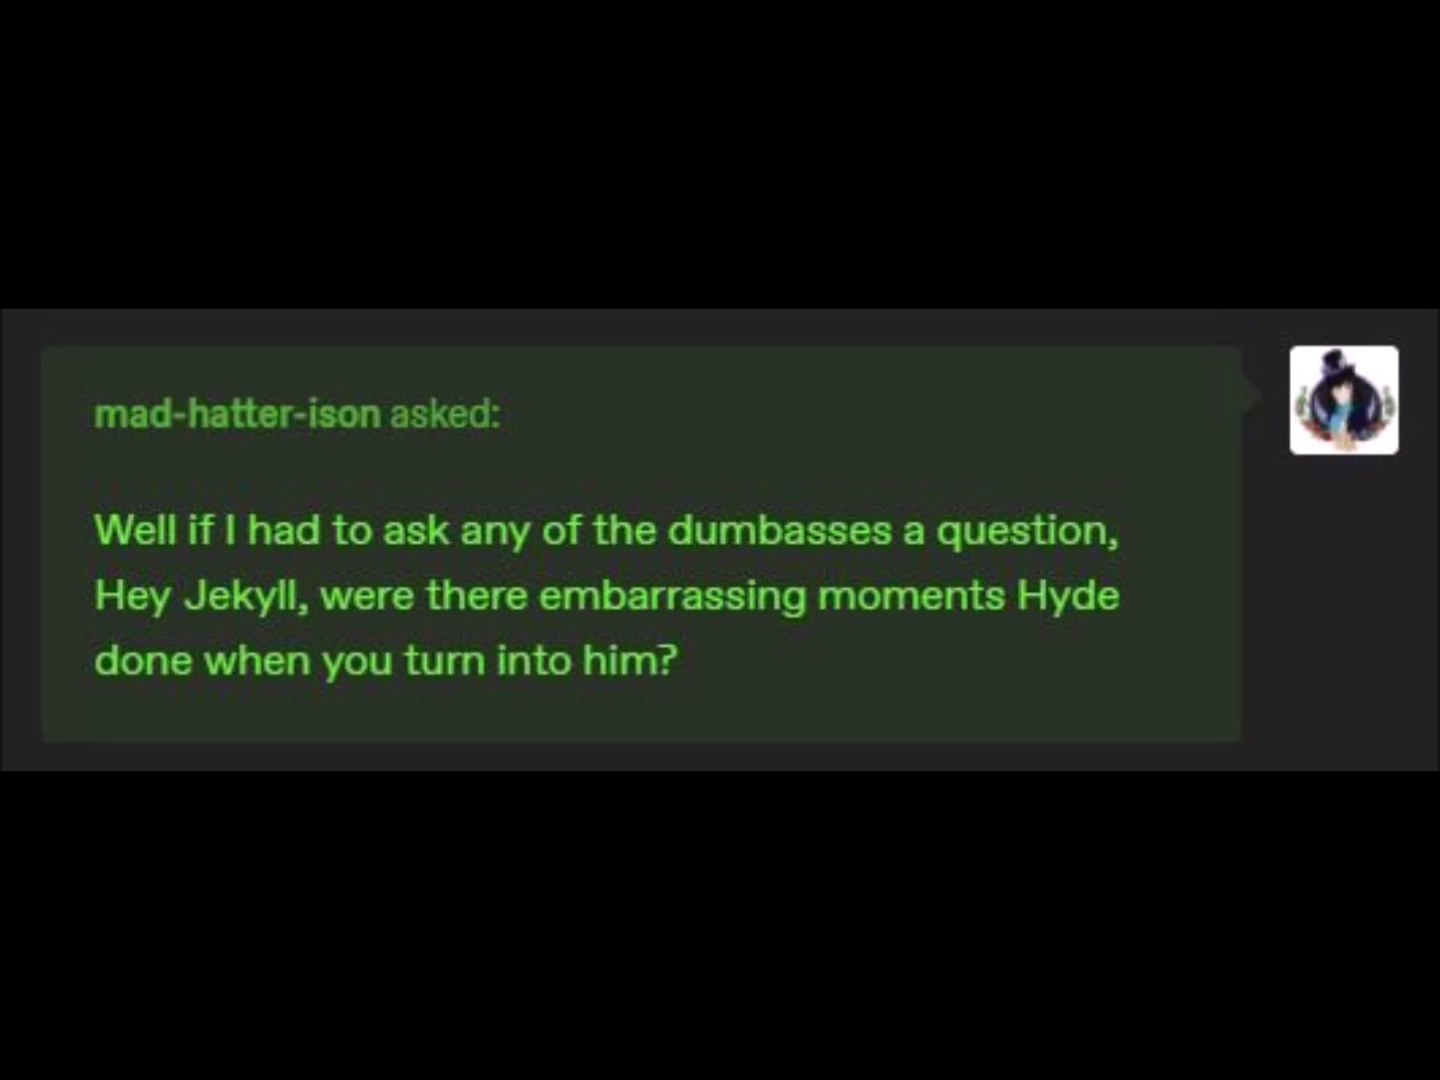 mad-hatter-ison asked:
Well if I had to ask any of the dumbasses a question,
Hey Jekyll, were there embarrassing moments Hyde
done when you turn into him?